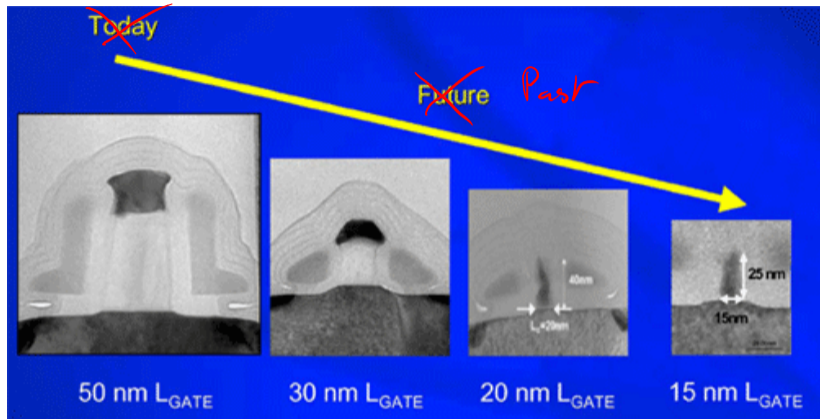 Today
Future Past
40nm
25 nm
15nm
50 nm LGATE
30 nm LGATE
20 nm LGATE
15 nm LGATE